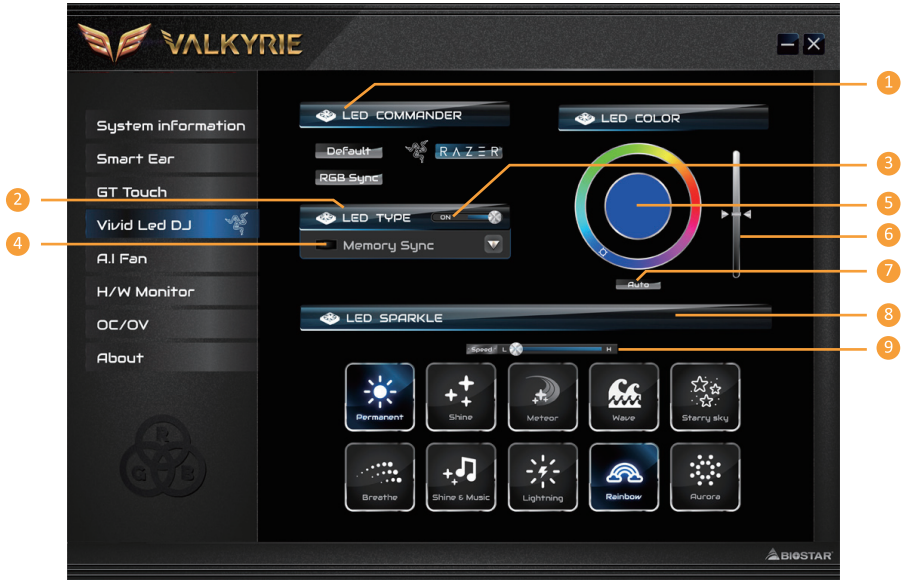 VALKYRIE
1
System information
LED COMMANDER
LED COLOR
Smart Ear
Default
RAZER
3
GT Touch
RGB Sync
2
5
Vivid Led DJ
LED TYPE
ON
6
4
A.I Fan
Memory Sync
7
H/W Monitor
Auto
OC/OV
LED SPARKLE
8
About
Speed
L
H
9
Permanent
Shine
Meteor
Wave
Starry sky
R
G
B
Breathe
Shine & Music
Lightning
Rainbow
Aurora
BIOSTAR